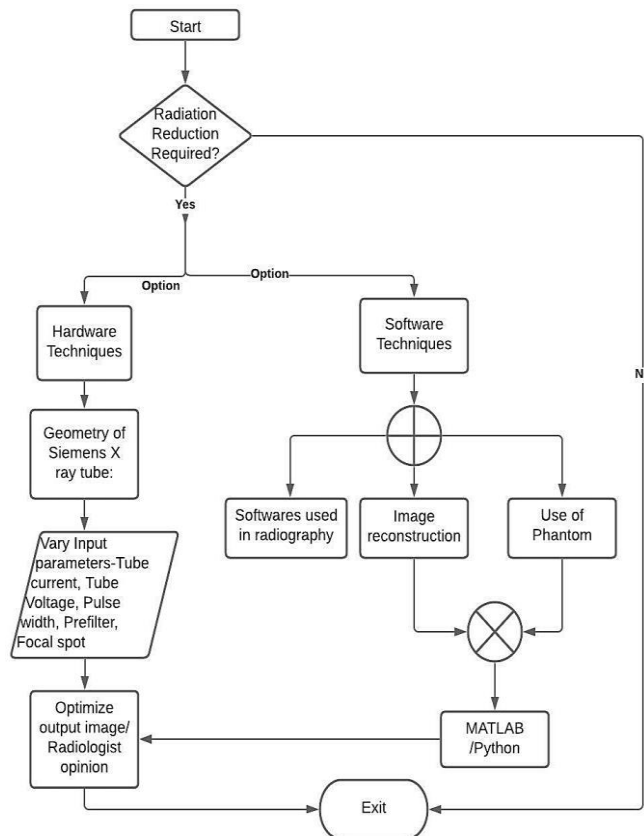 Start
Radiation
Reduction
Required?
Yes
Option
Option
Hardware
Techniques
Software
Techniques
N
Geometry of
Siemens X
ray tube:
Softwares used
in radiography
Image
reconstruction
Use of
Phantom
Vary Input
parameters-Tube
current, Tube
Voltage, Pulse
width, Prefilter,
Focal spot
Optimize
output image/
Radiologist
opinion
MATLAB
/Python
Exit